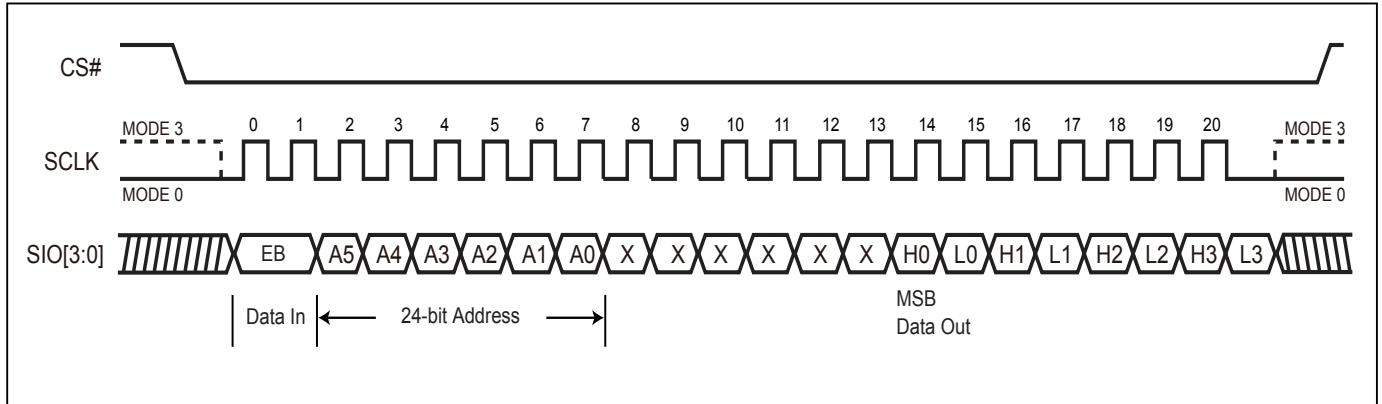 CS#
MODE 3
0 1 2 3 4 5 6 7 8 9 10 11 12 13 14 15 16 17 18 19 20
MODE 3
SCLK
MODE 0
MODE 0
SIO[3:0]
EB A5 A4 A3 A2 A1 A0 X X X X X X H0 L0 H1 L1 H2 L2 H3 L3
Data In
24-bit Address
MSB
Data Out